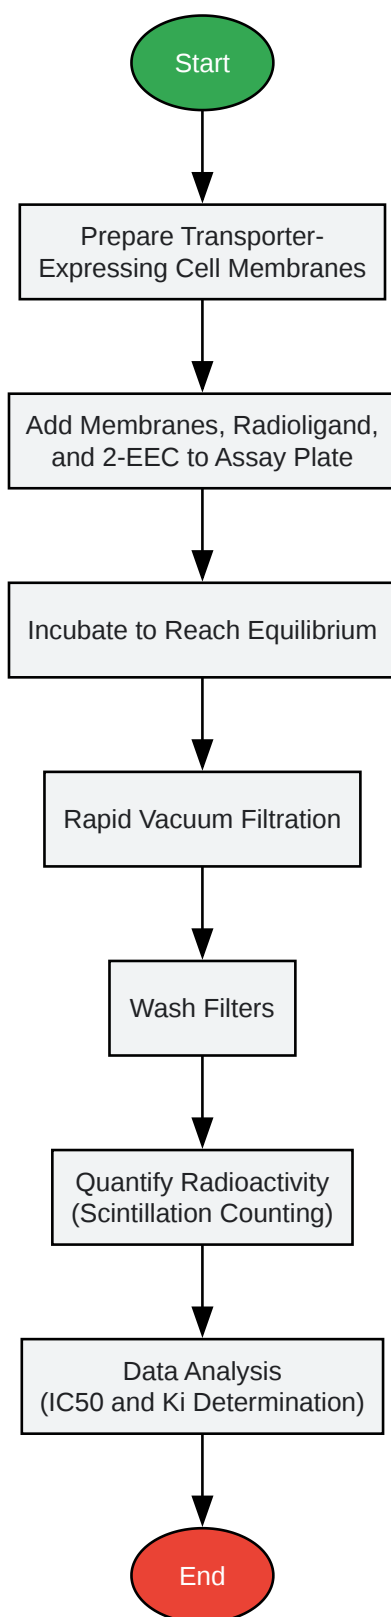 Start
Prepare Transporter-
Expressing Cell Membranes
Add Membranes, Radioligand,
and 2-EEC to Assay Plate
Incubate to Reach Equilibrium
Rapid Vacuum Filtration
Wash Filters
Quantify Radioactivity
(Scintillation Counting)
Data Analysis
(IC50 and Ki Determination)
End